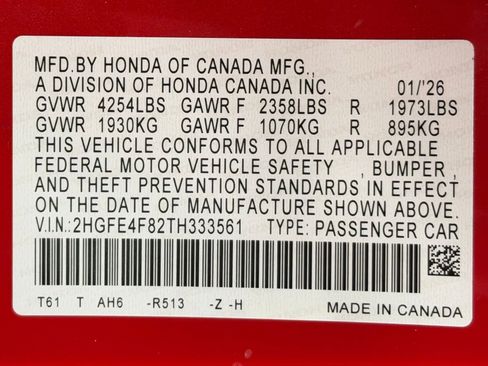 MFD.BY HONDA OF CANADA MFG.,
A DIVISION OF HONDA CANADA INC. 01/'26
GVWR 4254LBS GAWR F 2358LBS R 1973LBS
GVWR 1930KG GAWR F 1070KG R 895KG
THIS VEHICLE CONFORMS TO ALL APPLICABLE
FEDERAL MOTOR VEHICLE SAFETY , BUMPER ,
AND THEFT PREVENTION STANDARDS IN EFFECT
ON THE DATE OF MANUFACTURE SHOWN ABOVE.
V.I.N.: 2HGFE4F82TH333561 TYPE: PASSENGER CAR
T61 T AH6 -R513 -Z -H
MADE IN CANADA